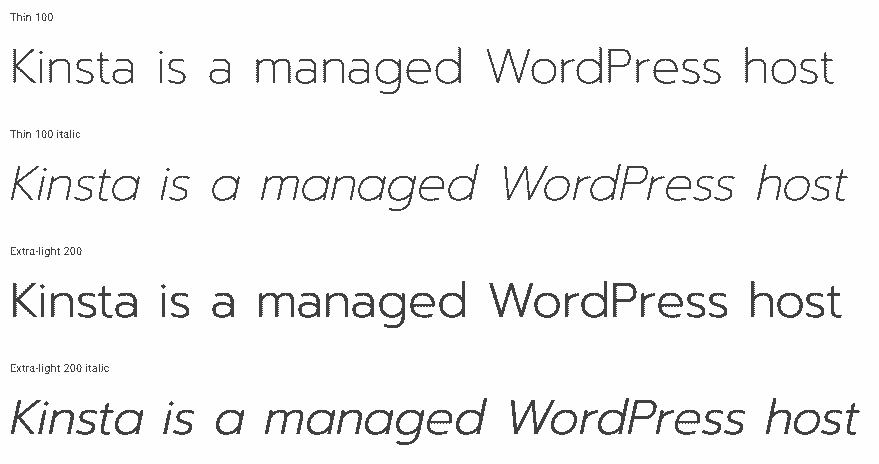 Thin 100
Kinsta is a managed WordPress host
Thin 100 italic
Kinsta is a managed WordPress host
Extra-light 200
Kinsta is a managed WordPress host
Extra-light 200 italic
Kinsta is a managed WordPress host